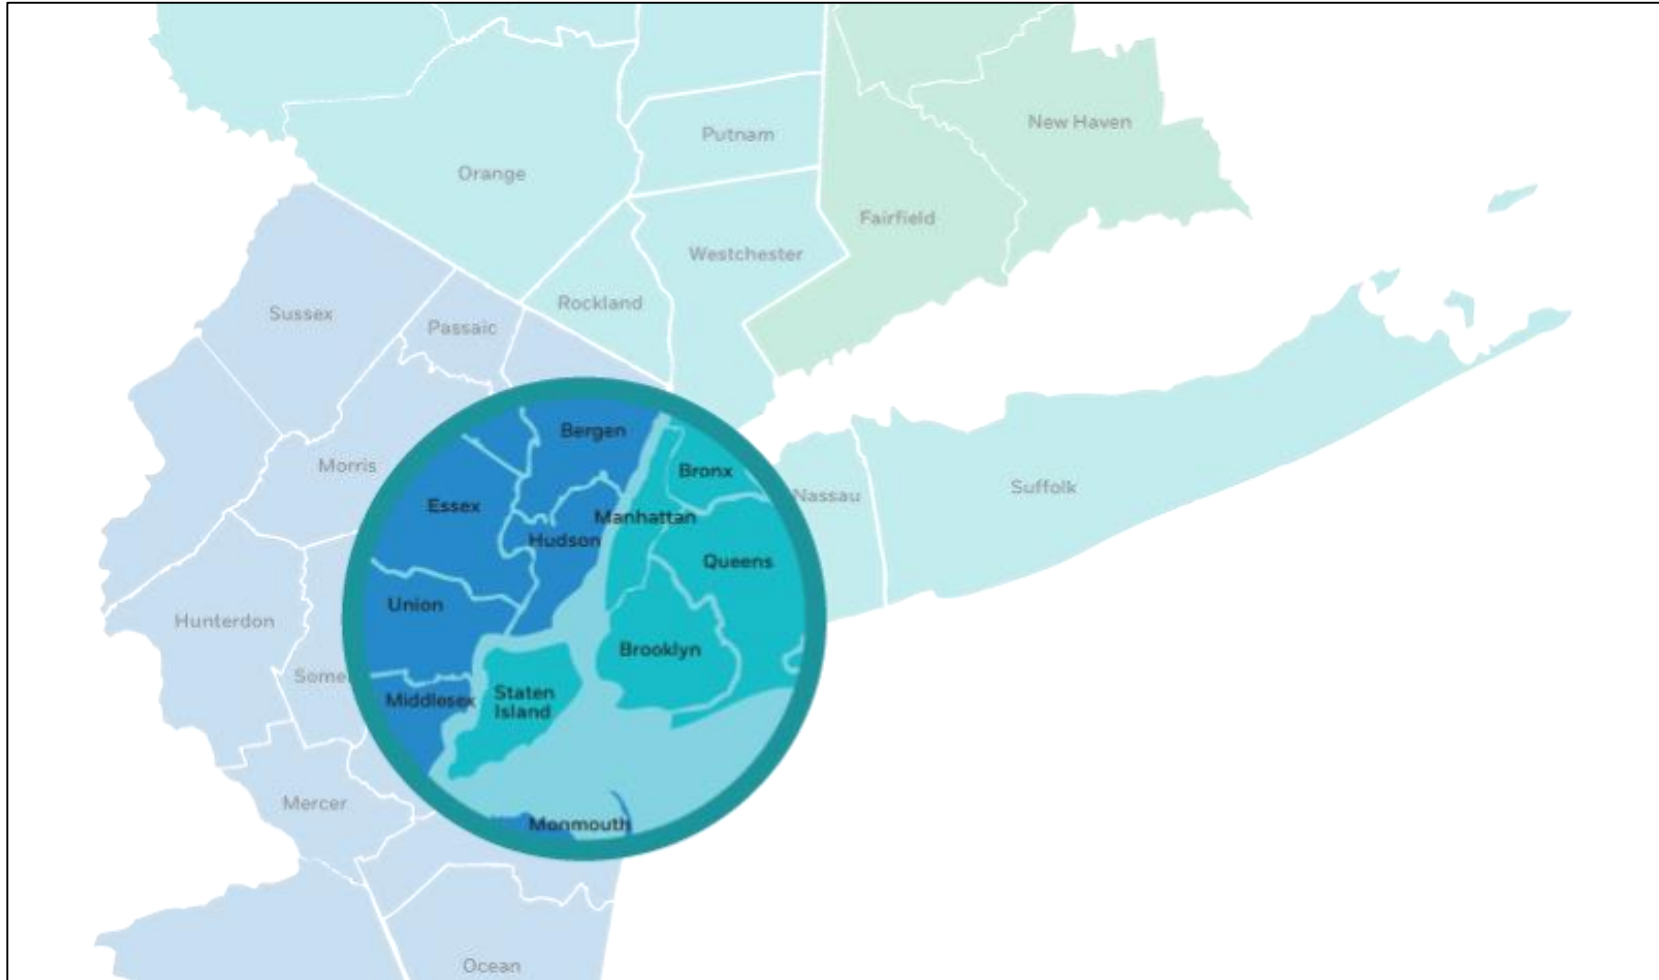 New Haven
Putnam
Orange
Fairfield
Westchester
Rockland
Sussex
Passaic
Bergen
Morris
Bronx
Suffolk
Nassau
Essex
Manhattan
Hudson
Queens
Union
Hunterdon
Brooklyn
Some
Middlesex
Staten
Island
Mercer
Monmouth
Ocean